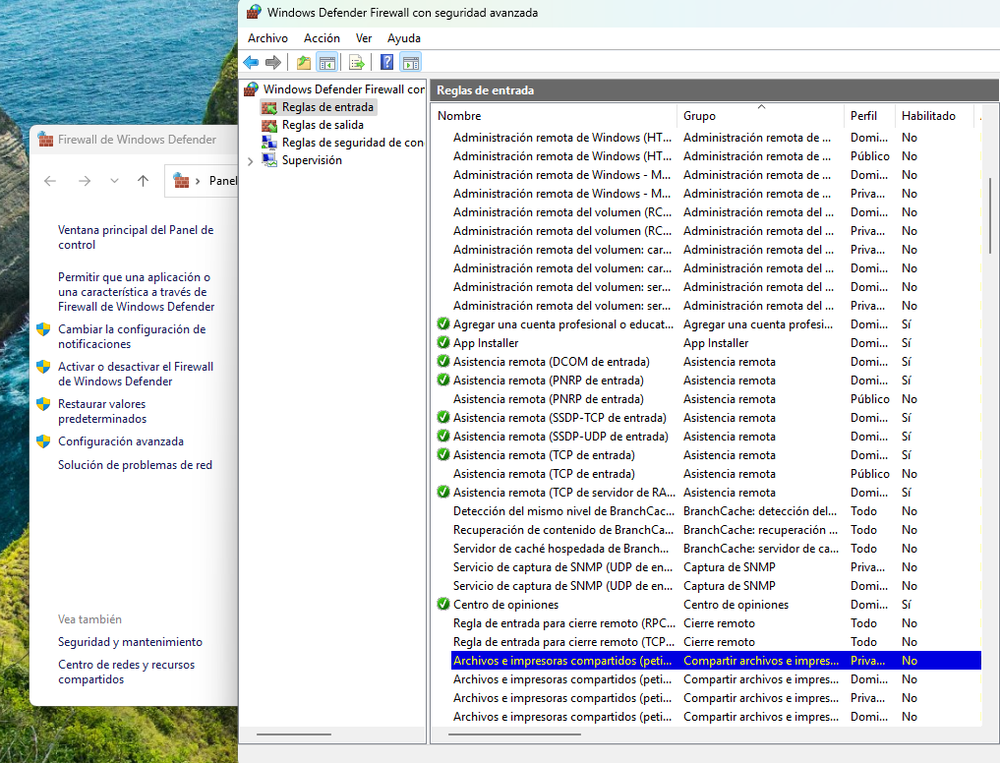 Windows Defender Firewall con seguridad avanzada
Archivo Acción Ver Ayuda
Windows Defender Firewall con
Reglas de entrada
Reglas de salida
Reglas de seguridad de con
Supervisión
Firewall de Windows Defender
Panel
Ventana principal del Panel de
control
Permitir que una aplicación o
una característica a través de
Firewall de Windows Defender
Cambiar la configuración de
notificaciones
Activar o desactivar el Firewall
de Windows Defender
Restaurar valores
predeterminados
Configuración avanzada
Solución de problemas de red
Vea también
Seguridad y mantenimiento
Centro de redes y recursos
compartidos
Reglas de entrada
Nombre Grupo Perfil Habilitado
Administración remota de Windows (HT... Administración remota de ... Domi... No
Administración remota de Windows (HT... Administración remota de ... Público No
Administración remota de Windows - M... Administración remota de ... Domi... No
Administración remota de Windows - M... Administración remota de ... Priva... No
Administración remota del volumen (RC... Administración remota del ... Domi... No
Administración remota del volumen (RC... Administración remota del ... Priva... No
Administración remota del volumen: car... Administración remota del ... Priva... No
Administración remota del volumen: car... Administración remota del ... Domi... No
Administración remota del volumen: ser... Administración remota del ... Domi... No
Administración remota del volumen: ser... Administración remota del ... Priva... No
Agregar una cuenta profesional o educat... Agregar una cuenta profesi... Domi... Sí
App Installer App Installer Domi... Sí
Asistencia remota (DCOM de entrada) Asistencia remota Domi... Sí
Asistencia remota (PNRP de entrada) Asistencia remota Domi... Sí
Asistencia remota (PNRP de entrada) Asistencia remota Público No
Asistencia remota (SSDP-TCP de entrada) Asistencia remota Domi... Sí
Asistencia remota (SSDP-UDP de entrada) Asistencia remota Domi... Sí
Asistencia remota (TCP de entrada) Asistencia remota Domi... Sí
Asistencia remota (TCP de entrada) Asistencia remota Público No
Asistencia remota (TCP de servidor de RA... Asistencia remota Domi... Sí
Detección del mismo nivel de BranchCac... BranchCache: detección del... Todo No
Recuperación de contenido de BranchCa... BranchCache: recuperación ... Todo No
Servidor de caché hospedada de Branch... BranchCache: servidor de ca... Todo No
Servicio de captura de SNMP (UDP de en... Captura de SNMP Priva... No
Servicio de captura de SNMP (UDP de en... Captura de SNMP Domi... No
Centro de opiniones Centro de opiniones Domi... Sí
Regla de entrada para cierre remoto (RPC... Cierre remoto Todo No
Regla de entrada para cierre remoto (TCP... Cierre remoto Todo No
Archivos e impresoras compartidos (peti... Compartir archivos e impres... Priva... No
Archivos e impresoras compartidos (peti... Compartir archivos e impres... Domi... No
Archivos e impresoras compartidos (peti... Compartir archivos e impres... Priva... No
Archivos e impresoras compartidos (peti... Compartir archivos e impres... Domi... No